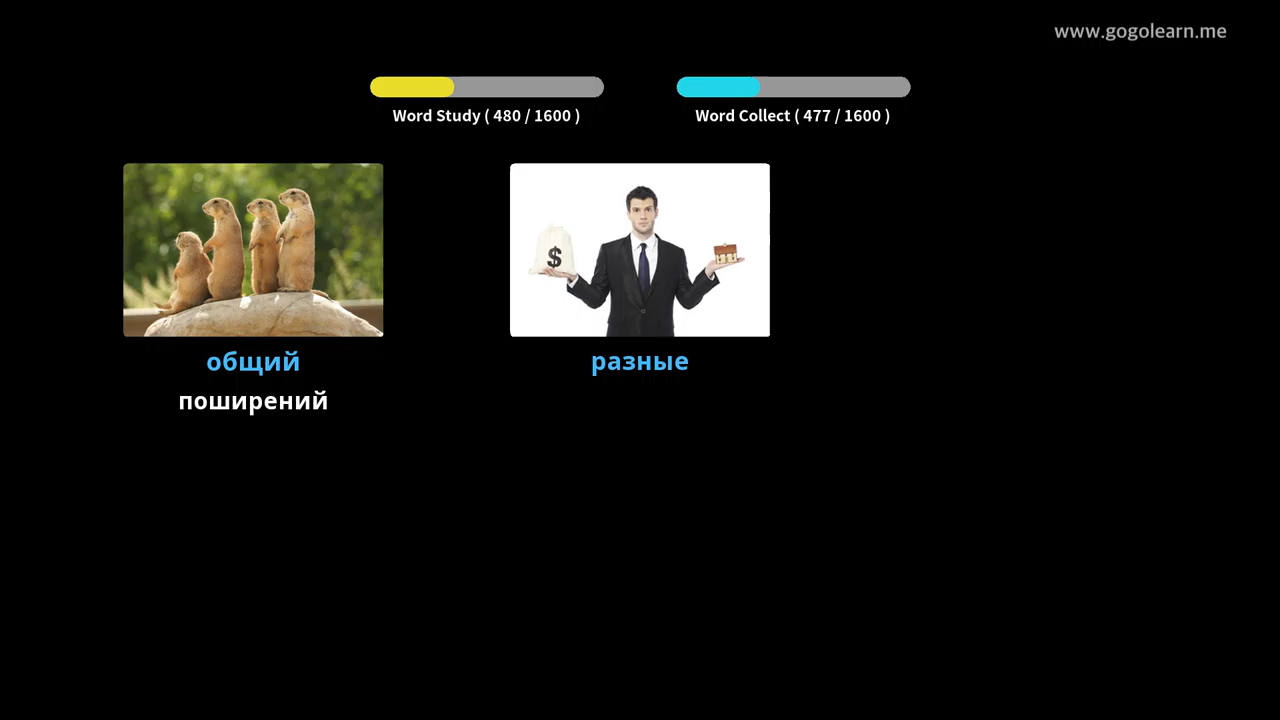 www.gogolearn.me
Word Study ( 480 / 1600 )
Word Collect ( 477 / 1600 )
$
общий
разные
поширений